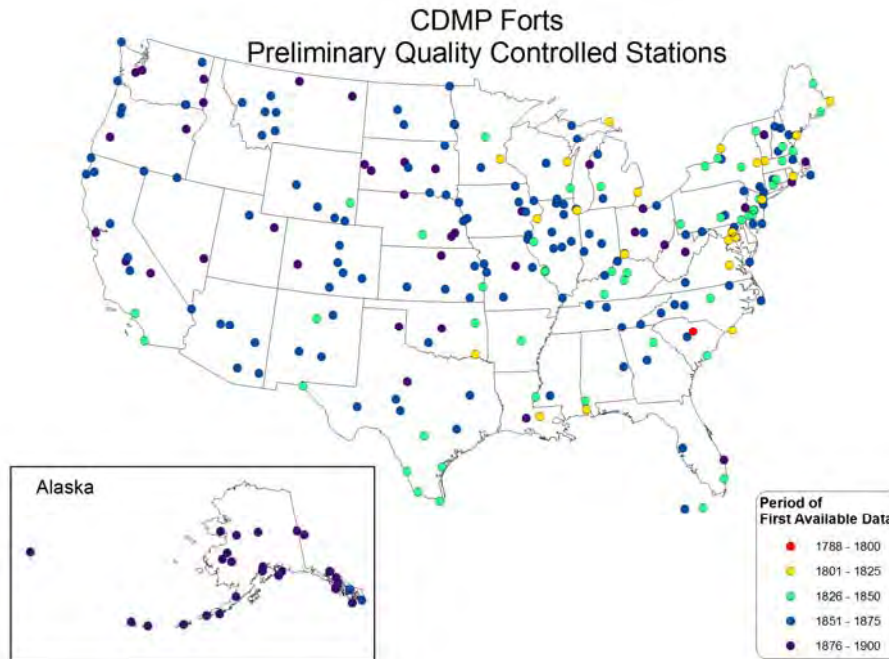 CDMP Forts
Preliminary Quality Controlled Stations
Alaska
Period of
First Available Data
1788 - 1800
1801 - 1825
1826 - 1850
1851 - 1875
1876 - 1900